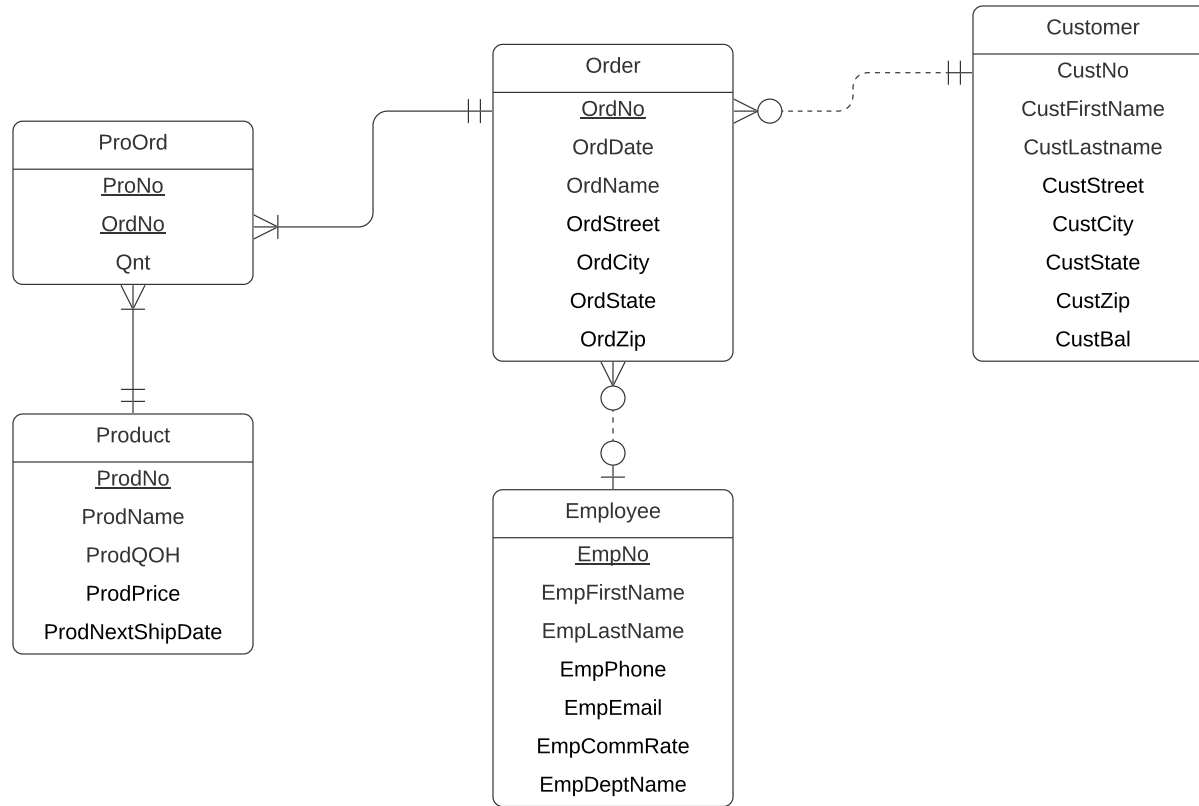 Customer
CustNo
CustFirstName
CustLastname
CustStreet
CustCity
CustState
CustZip
CustBal
Order
OrdNo
OrdDate
OrdName
OrdStreet
OrdCity
OrdState
OrdZip
ProOrd
ProNo
OrdNo
Qnt
Product
ProdNo
ProdName
ProdQOH
ProdPrice
ProdNextShipDate
Employee
EmpNo
EmpFirstName
EmpLastName
EmpPhone
EmpEmail
EmpCommRate
EmpDeptName